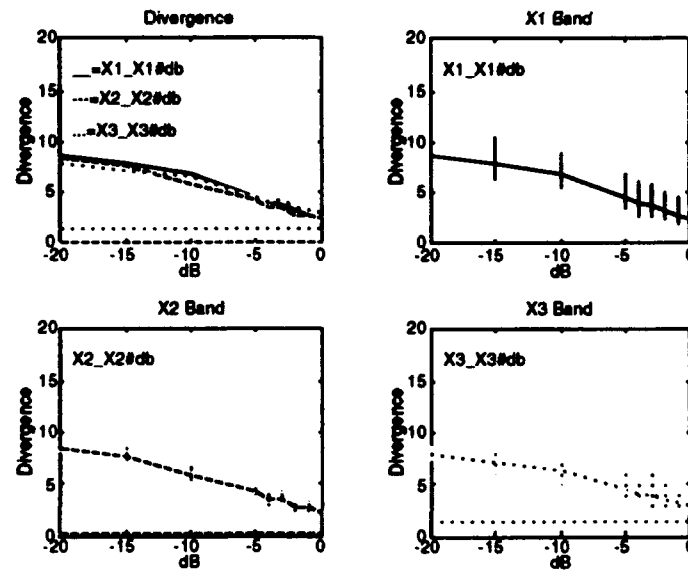 Divergence
20
15
10
5
0
Divergence
__=X1_X1#db
---=X2_X2#db
...=X3_X3#db
-20 -15 -10 -5 0
dB
X1 Band
20
15
10
5
0
Divergence
X1_X1#db
-20 -15 -10 -5 0
dB
X2 Band
20
15
10
5
0
Divergence
X2_X2#db
-20 -15 -10 -5 0
dB
X3 Band
20
15
10
5
0
Divergence
X3_X3#db
-20 -15 -10 -5 0
dB